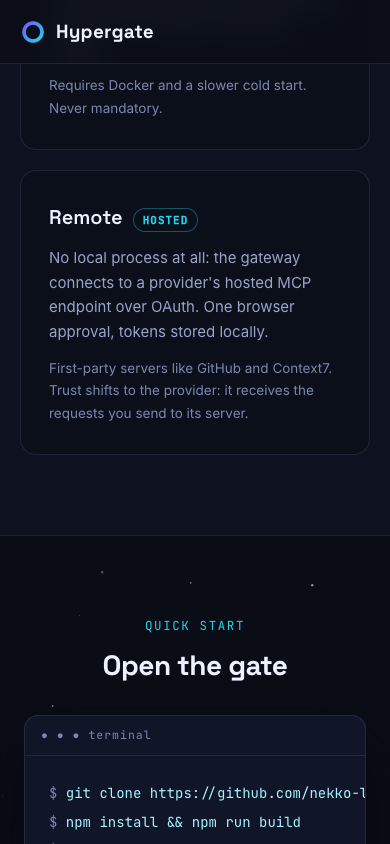 Hypergate
Requires Docker and a slower cold start.
Never mandatory.
Remote HOSTED
No local process at all: the gateway
connects to a provider's hosted MCP
endpoint over OAuth. One browser
approval, tokens stored locally.
First-party servers like GitHub and Context7.
Trust shifts to the provider: it receives the
requests you send to its server.
QUICK START
Open the gate
terminal
$ git clone https://github.com/nekko-l
$ npm install && npm run build